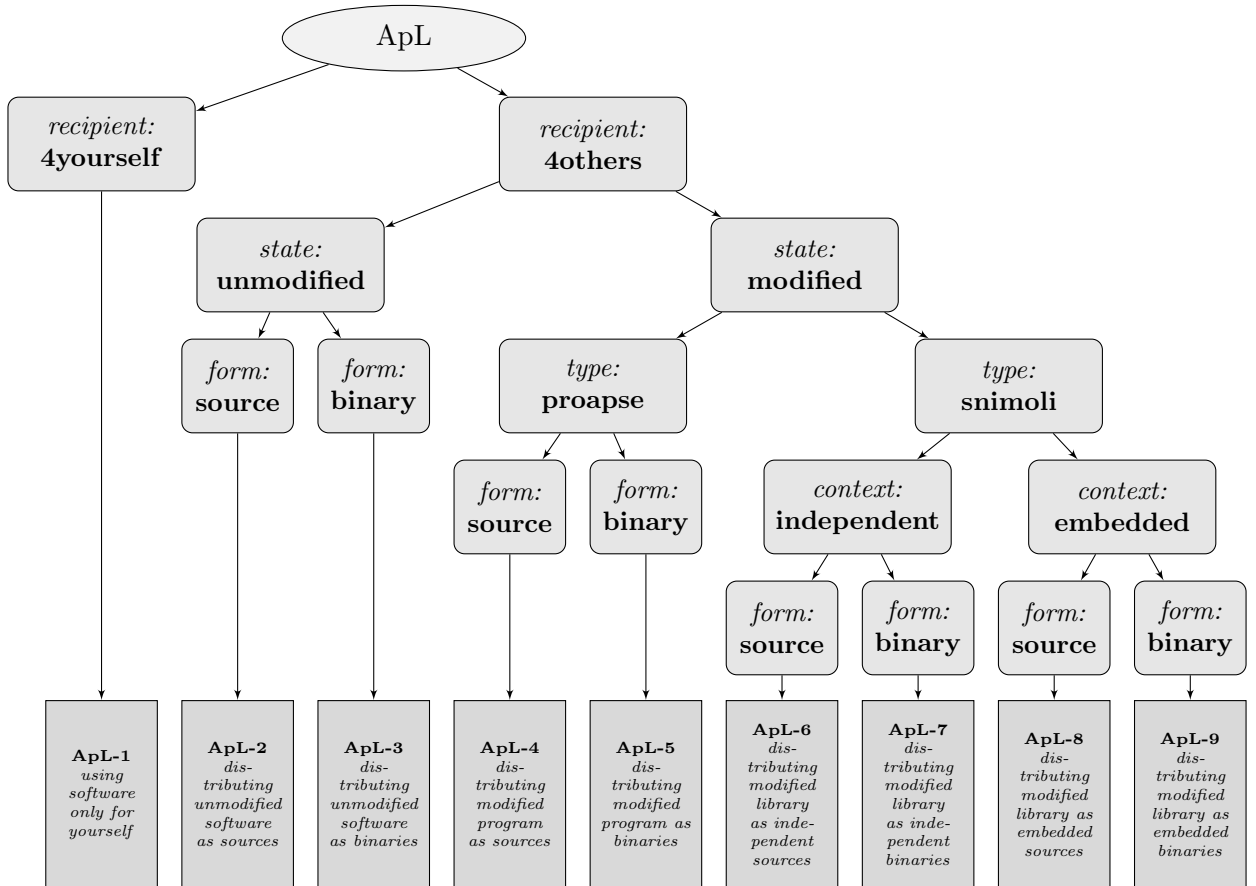 ApL
recipient:
4yourself
recipient:
4others
state:
unmodified
state:
modified
form:
source
form:
binary
type:
proapse
type:
snimoli
form:
source
form:
binary
context:
independent
context:
embedded
form:
source
form:
binary
form:
source
form:
binary
ApL-1
using
software
only for
yourself
ApL-2
dis-
tributing
unmodified
software
as sources
ApL-3
dis-
tributing
unmodified
software
as binaries
ApL-4
dis-
tributing
modified
program
as sources
ApL-5
dis-
tributing
modified
program as
binaries
ApL-6
dis-
tributing
modified
library
as inde-
pendent
sources
ApL-7
dis-
tributing
modified
library
as inde-
pendent
binaries
ApL-8
dis-
tributing
modified
library as
embedded
sources
ApL-9
dis-
tributing
modified
library as
embedded
binaries